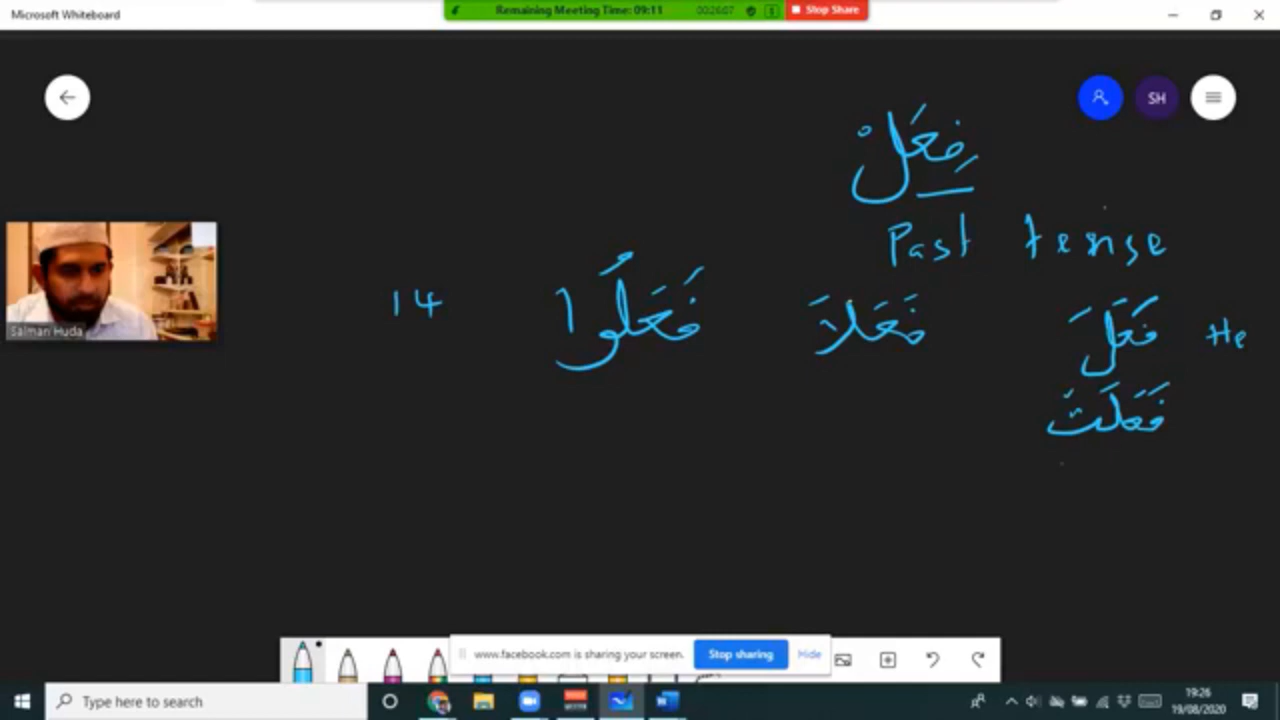 Microsoft Whiteboard
Remaining Meeting Time: 09:11
Stop Share
SH
فِعَلْ
Past tense
He فَعَلَ فَعَلَا فَعَلُوا 14
فَعَلَتْ
Salman Huda
www.facebook.com is sharing your screen.
Stop sharing
Hide
Type here to search
19:26
19/08/2020